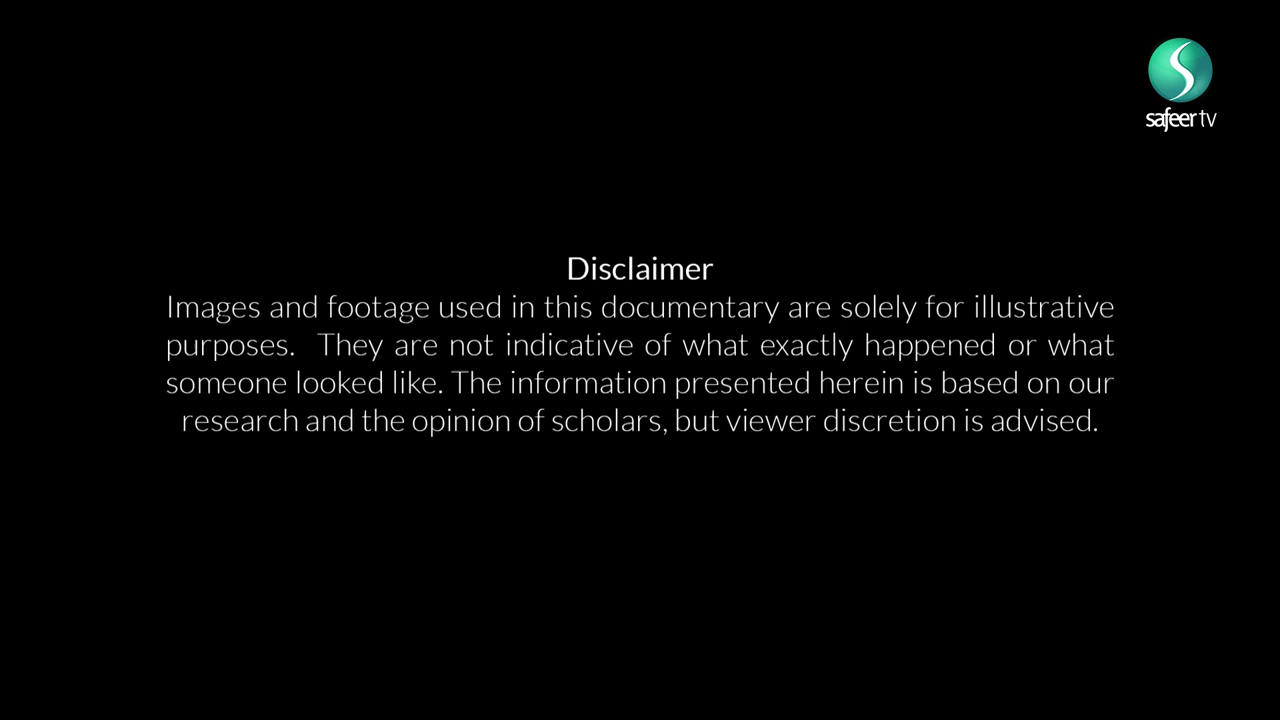 safeer tv
Disclaimer
Images and footage used in this documentary are solely for illustrative
purposes.  They are not indicative of what exactly happened or what
someone looked like. The information presented herein is based on our
research and the opinion of scholars, but viewer discretion is advised.